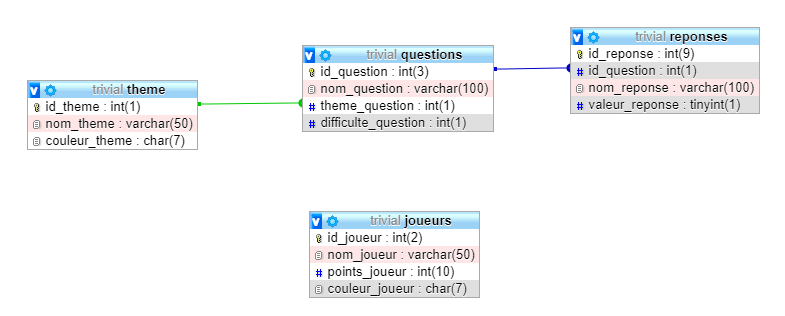 trivial theme
id_theme : int(1)
nom_theme : varchar(50)
couleur_theme : char(7)
trivial questions
id_question : int(3)
nom_question : varchar(100)
theme_question : int(1)
difficulte_question : int(1)
trivial reponses
id_reponse : int(9)
id_question : int(1)
nom_reponse : varchar(100)
valeur_reponse : tinyint(1)
trivial joueurs
id_joueur : int(2)
nom_joueur : varchar(50)
points_joueur : int(10)
couleur_joueur : char(7)